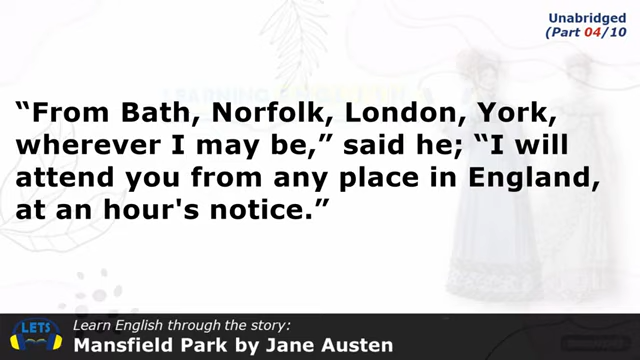 Unabridged
(Part 04/10
“From Bath, Norfolk, London, York,
wherever I may be,” said he; “I will
attend you from any place in England,
at an hour's notice.”
LETS
Learn English through the story:
Mansfield Park by Jane Austen